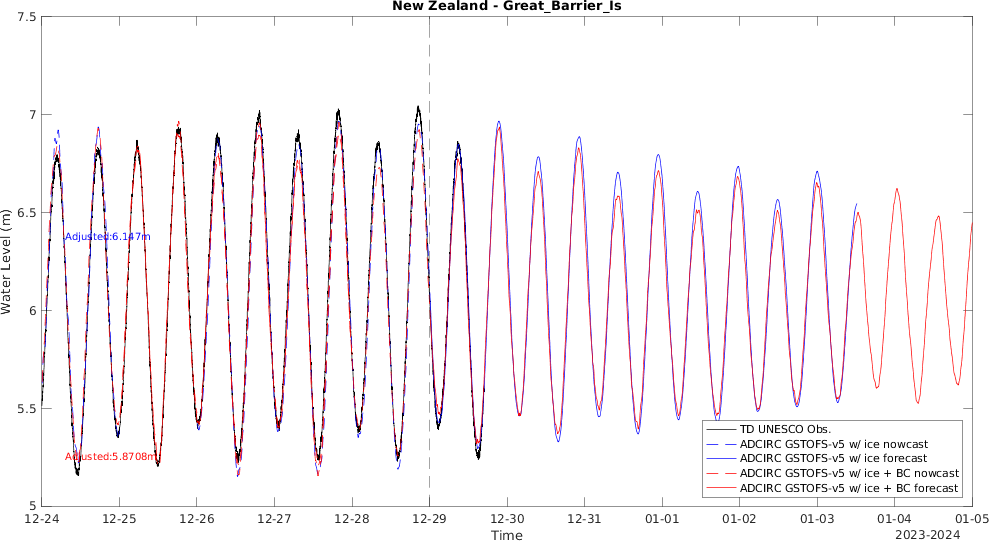 New Zealand - Great_Barrier_Is
7.5
7
6.5
6
5.5
5
Water Level (m)
Adjusted:6.147m
Adjusted:5.8708m
TD UNESCO Obs.
ADCIRC GSTOFS-v5 w/ ice nowcast
ADCIRC GSTOFS-v5 w/ ice forecast
ADCIRC GSTOFS-v5 w/ ice + BC nowcast
ADCIRC GSTOFS-v5 w/ ice + BC forecast
12-24 12-25 12-26 12-27 12-28 12-29 12-30 12-31 01-01 01-02 01-03 01-04 01-05
Time
2023-2024